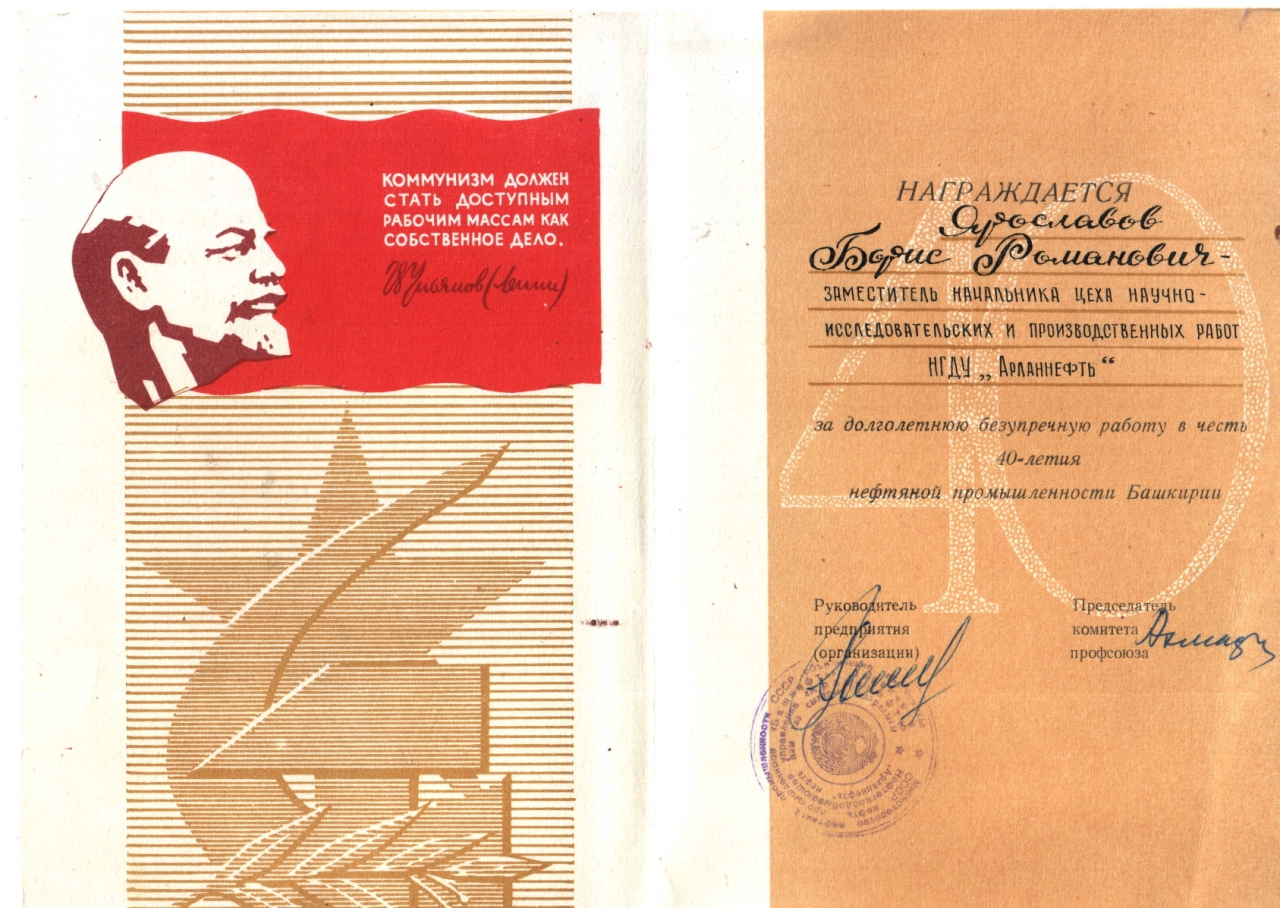 КОММУНИЗМ ДОЛЖЕН
СТАТЬ ДОСТУПНЫМ
РАБОЧИМ МАССАМ КАК
СОБСТВЕННОЕ ДЕЛО.
В Ульянов (Ленин)
40
НАГРАЖДАЕТСЯ
Ярославов
Борис Романович -
ЗАМЕСТИТЕЛЬ НАЧАЛЬНИКА ЦЕХА НАУЧНО-
ИССЛЕДОВАТЕЛЬСКИХ И ПРОИЗВОДСТВЕННЫХ РАБОТ
НГДУ „АРЛАННЕФТЬ“
за долголетнюю безупречную работу в честь
40-летия
нефтяной промышленности Башкирии
Руководитель
предприятия
(организации)
Председатель
комитета
профсоюза